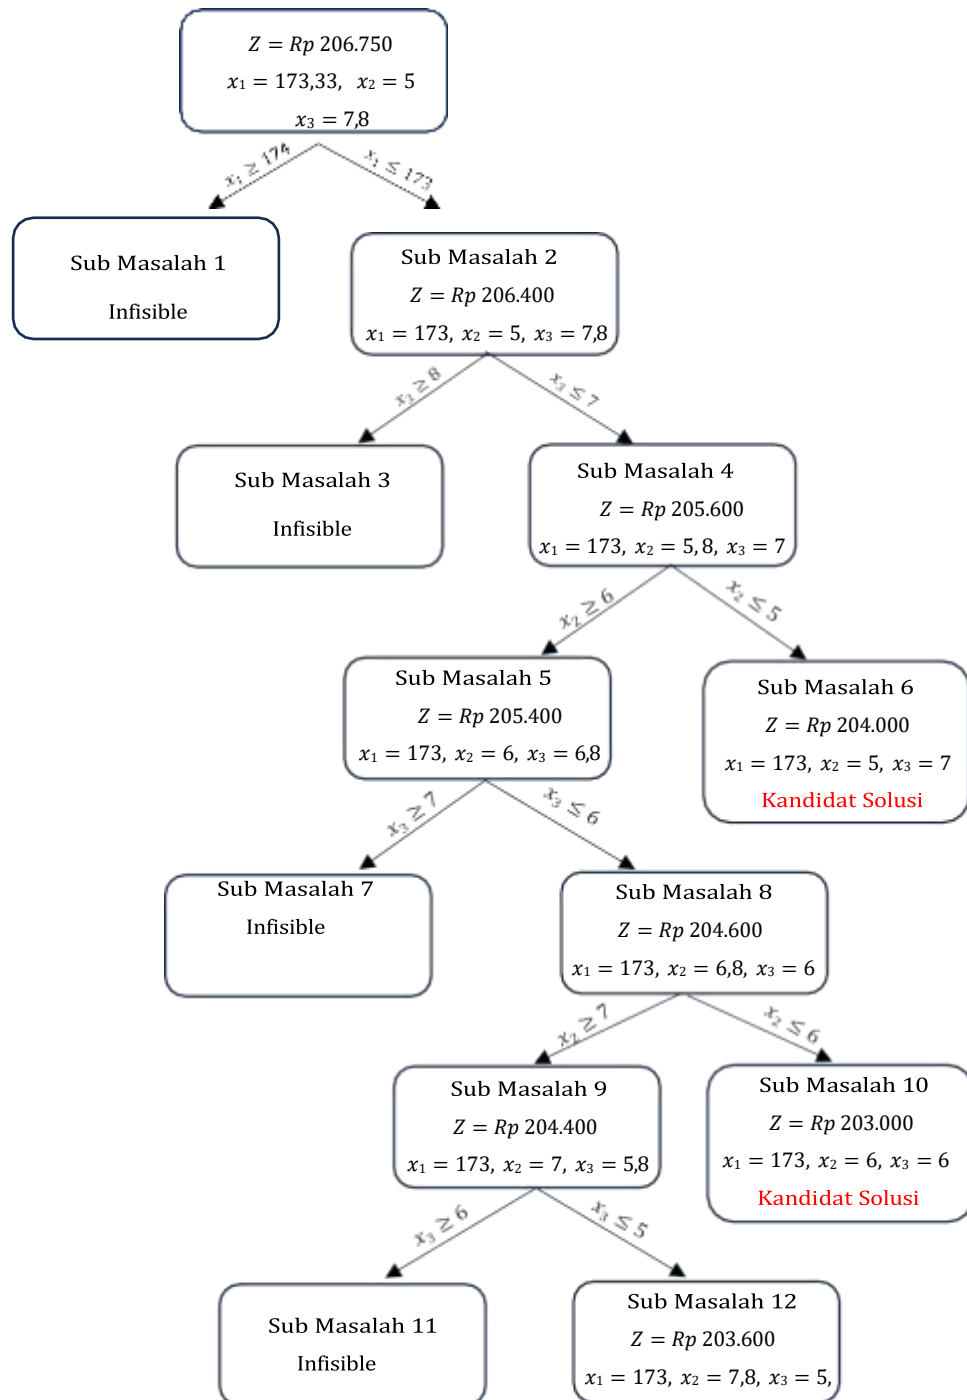 Z = Rp 206.750
x₁ = 173,33, x₂ = 5
x₃ = 7,8
x₁ ≥ 174
x₁ ≤ 173
Sub Masalah 1
Infisible
Sub Masalah 2
Z = Rp 206.400
x₁ = 173, x₂ = 5, x₃ = 7,8
x₃ ≥ 8
x₃ ≤ 7
Sub Masalah 3
Infisible
Sub Masalah 4
Z = Rp 205.600
x₁ = 173, x₂ = 5,8, x₃ = 7
x₂ ≥ 6
x₂ ≤ 5
Sub Masalah 5
Z = Rp 205.400
x₁ = 173, x₂ = 6, x₃ = 6,8
Sub Masalah 6
Z = Rp 204.000
x₁ = 173, x₂ = 5, x₃ = 7
Kandidat Solusi
x₃ ≥ 7
x₃ ≤ 6
Sub Masalah 7
Infisible
Sub Masalah 8
Z = Rp 204.600
x₁ = 173, x₂ = 6,8, x₃ = 6
x₂ ≥ 7
x₂ ≤ 6
Sub Masalah 9
Z = Rp 204.400
x₁ = 173, x₂ = 7, x₃ = 5,8
Sub Masalah 10
Z = Rp 203.000
x₁ = 173, x₂ = 6, x₃ = 6
Kandidat Solusi
x₃ ≥ 6
x₃ ≤ 5
Sub Masalah 11
Infisible
Sub Masalah 12
Z = Rp 203.600
x₁ = 173, x₂ = 7,8, x₃ = 5,